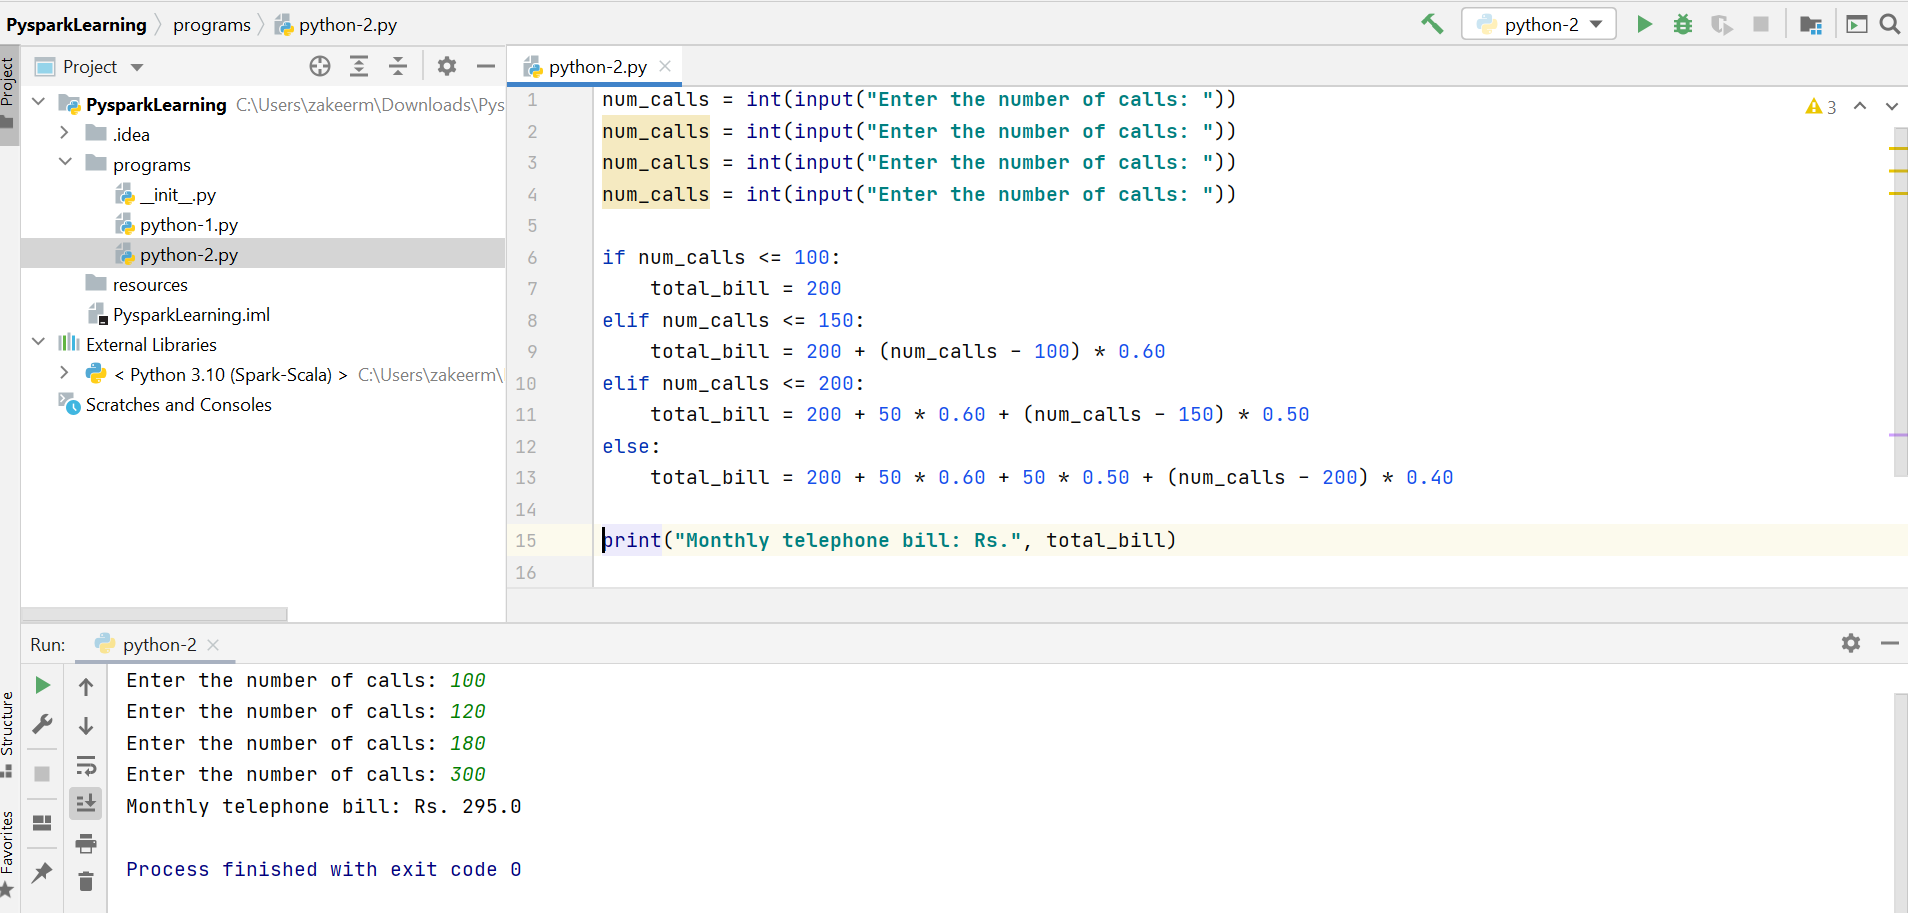 PysparkLearning programs python-2.py python-2
Project
Project python-2.py
PysparkLearning C:\Users\zakeerm\Downloads\Pys
.idea
programs
__init__.py
python-1.py
python-2.py
resources
PysparkLearning.iml
External Libraries
< Python 3.10 (Spark-Scala) > C:\Users\zakeerm\
Scratches and Consoles
3
1 num_calls = int(input("Enter the number of calls: "))
2 num_calls = int(input("Enter the number of calls: "))
3 num_calls = int(input("Enter the number of calls: "))
4 num_calls = int(input("Enter the number of calls: "))
5
6 if num_calls <= 100:
7     total_bill = 200
8 elif num_calls <= 150:
9     total_bill = 200 + (num_calls - 100) * 0.60
10 elif num_calls <= 200:
11     total_bill = 200 + 50 * 0.60 + (num_calls - 150) * 0.50
12 else:
13     total_bill = 200 + 50 * 0.60 + 50 * 0.50 + (num_calls - 200) * 0.40
14
15 print("Monthly telephone bill: Rs.", total_bill)
16
Run: python-2
Enter the number of calls: 100
Enter the number of calls: 120
Enter the number of calls: 180
Enter the number of calls: 300
Monthly telephone bill: Rs. 295.0
Process finished with exit code 0
Structure
Favorites